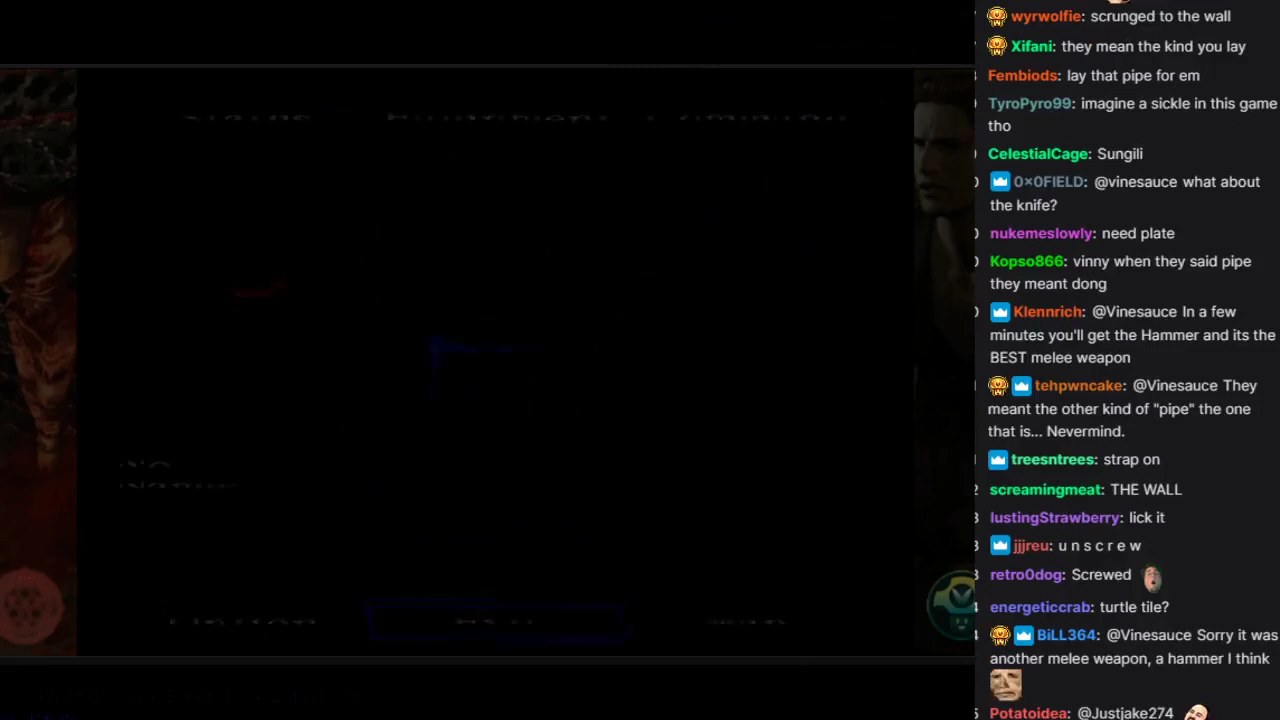 wyrwolfie: scrunged to the wall
Xifani: they mean the kind you lay
Fembiods: lay that pipe for em
TyroPyro99: imagine a sickle in this game
tho
CelestialCage: Sungili
0x0FIELD: @vinesauce what about
the knife?
nukemeslowly: need plate
Kopso866: vinny when they said pipe
they meant dong
Klennrich: @Vinesauce In a few
minutes you'll get the Hammer and its the
BEST melee weapon
tehpwncake: @Vinesauce They
meant the other kind of "pipe" the one
that is... Nevermind.
treesntrees: strap on
screamingmeat: THE WALL
lustingStrawberry: lick it
jjjreu: u n s c r e w
retro0dog: Screwed
energeticcrab: turtle tile?
BiLL364: @Vinesauce Sorry it was
another melee weapon, a hammer I think
Potatoidea: @Justjake274